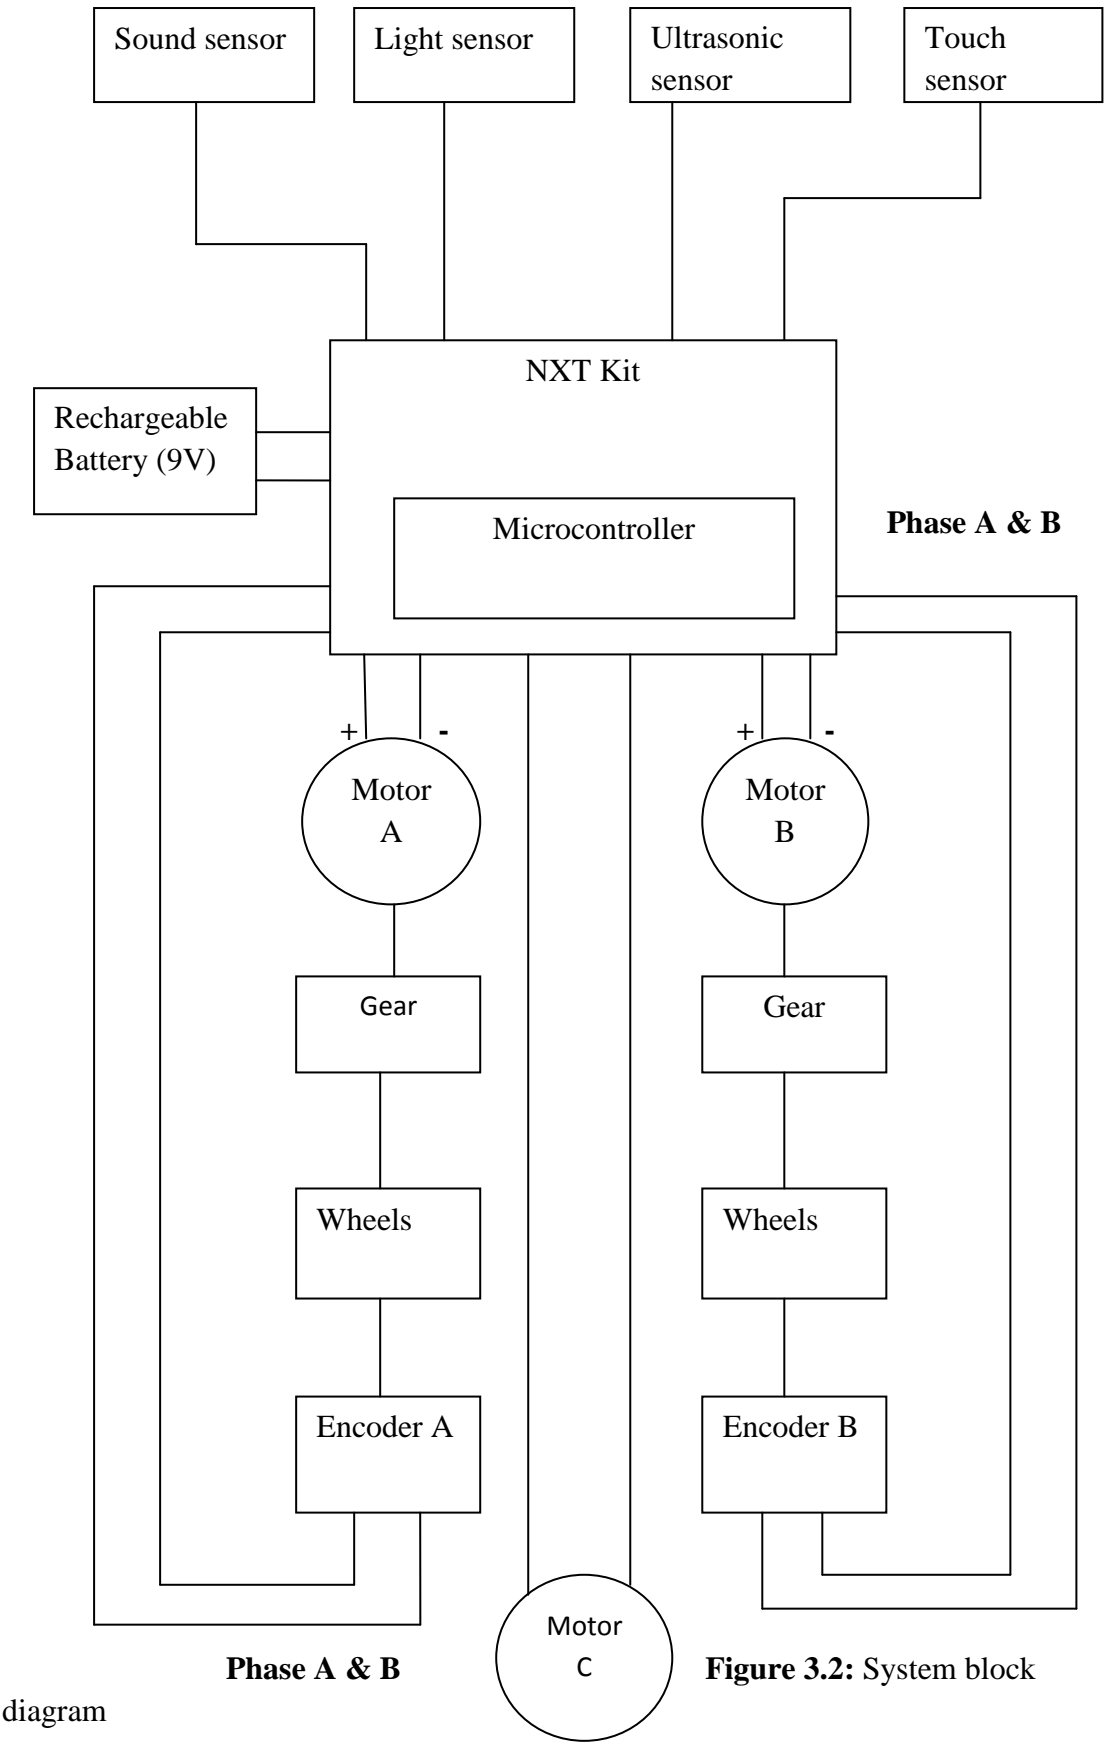 Sound sensor
Light sensor
Ultrasonic
sensor
Touch
sensor
NXT Kit
Rechargeable
Battery (9V)
Microcontroller
Phase A & B
+
-
+
-
Motor
A
Motor
B
Gear
Gear
Wheels
Wheels
Encoder A
Encoder B
Motor
C
Phase A & B
Figure 3.2: System block
diagram